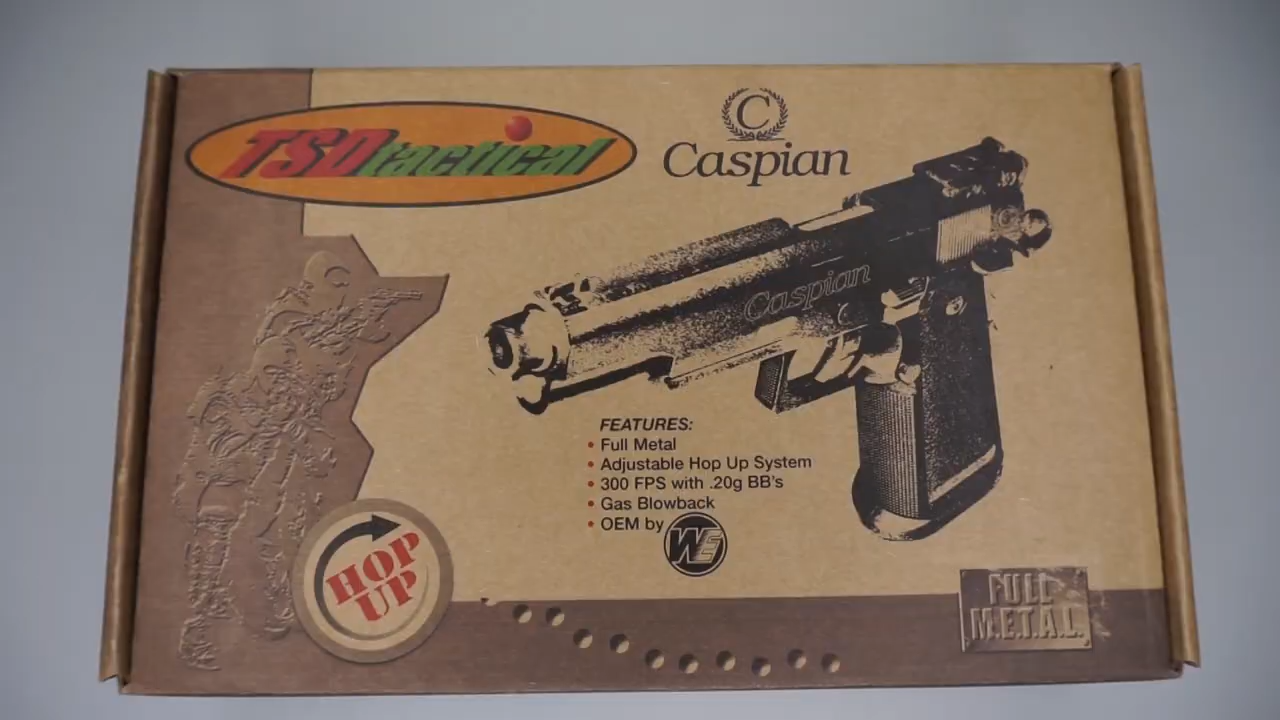 TSDtactical
C
Caspian
Caspian
FEATURES:
• Full Metal
• Adjustable Hop Up System
• 300 FPS with .20g BB's
• Gas Blowback
• OEM by WE
HOP
UP
FULL
M.E.T.A.L.